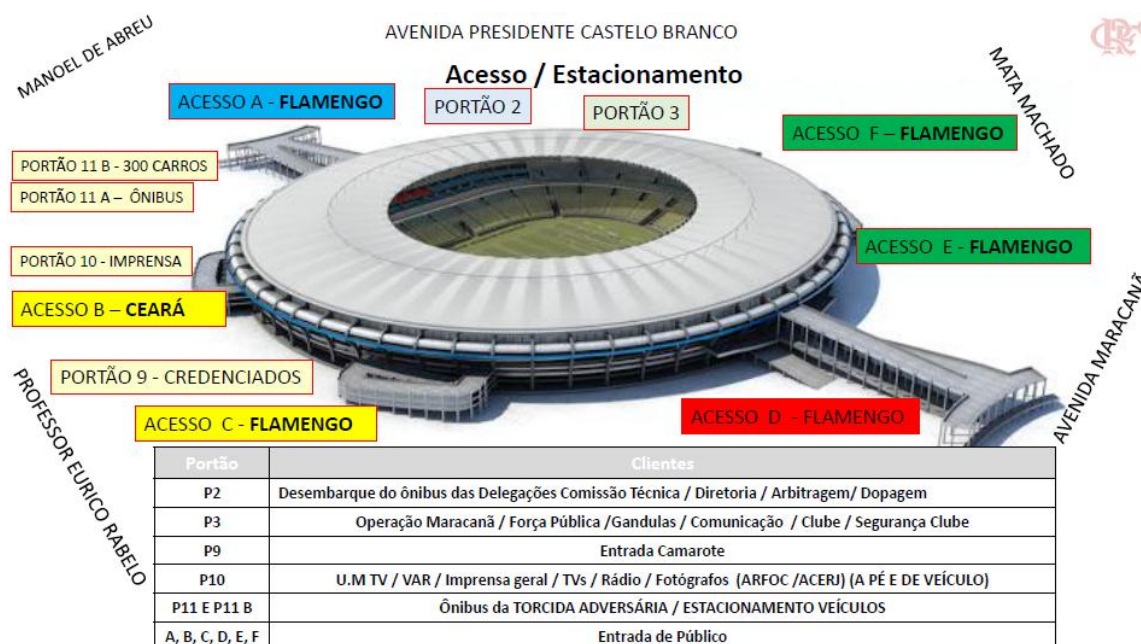 MANOEL DE ABREU
AVENIDA PRESIDENTE CASTELO BRANCO
CRF
MATA MACHADO
Acesso / Estacionamento
ACESSO A - FLAMENGO
PORTÃO 2
PORTÃO 3
ACESSO F – FLAMENGO
PORTÃO 11 B - 300 CARROS
PORTÃO 11 A – ÔNIBUS
ACESSO E - FLAMENGO
PORTÃO 10 - IMPRENSA
ACESSO B – CEARÁ
AVENIDA MARACANÃ
PORTÃO 9 - CREDENCIADOS
PROFESSOR EURICO RABELO
ACESSO C - FLAMENGO
ACESSO D - FLAMENGO
Portão Clientes
P2 Desembarque do ônibus das Delegações Comissão Técnica / Diretoria / Arbitragem/ Dopagem
P3 Operação Maracanã / Força Pública /Gandulas / Comunicação / Clube / Segurança Clube
P9 Entrada Camarote
P10 U.M TV / VAR / Imprensa geral / TVs / Rádio / Fotógrafos (ARFOC /ACERJ) (A PÉ E DE VEÍCULO)
P11 E P11 B Ônibus da TORCIDA ADVERSÁRIA / ESTACIONAMENTO VEÍCULOS
A, B, C, D, E, F Entrada de Público